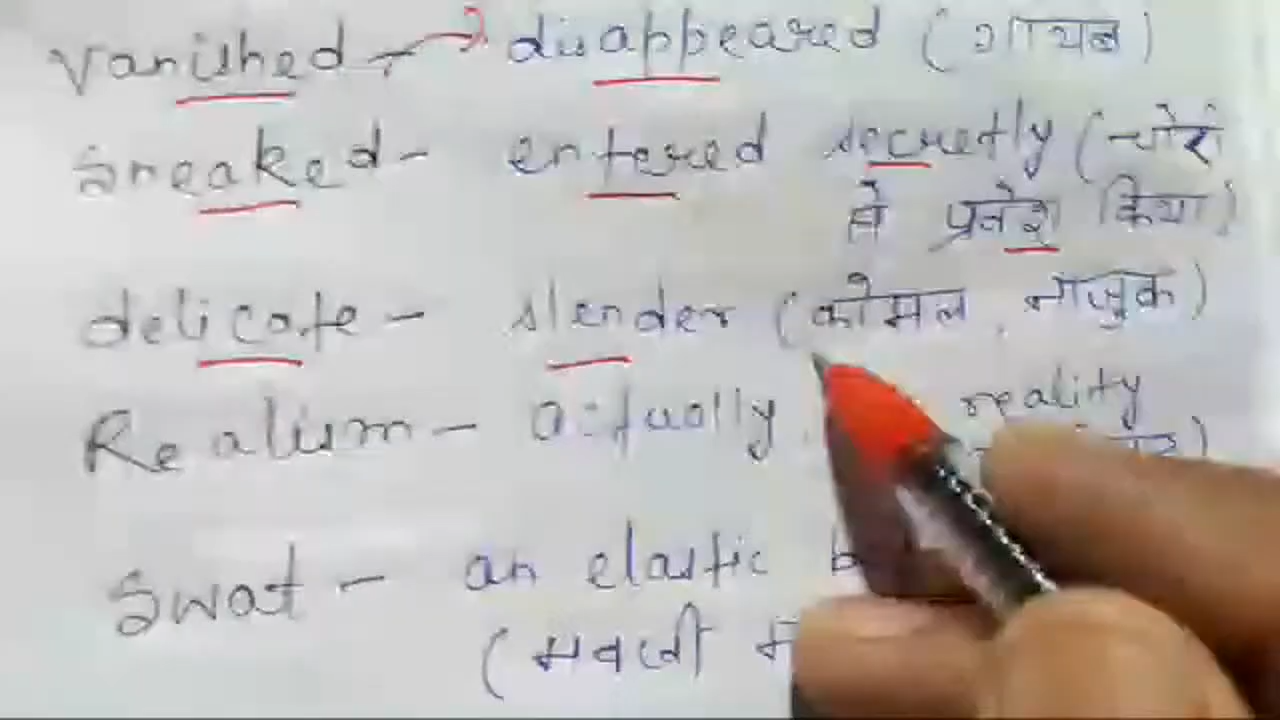 Vanished - disappeared (गायब)
Sneaked - entered secretly (चोरी
से प्रवेश किया)
delicate - slender (कोमल, नाजुक)
Realism - actually, reality
Swat - an elastic
(मक्खी